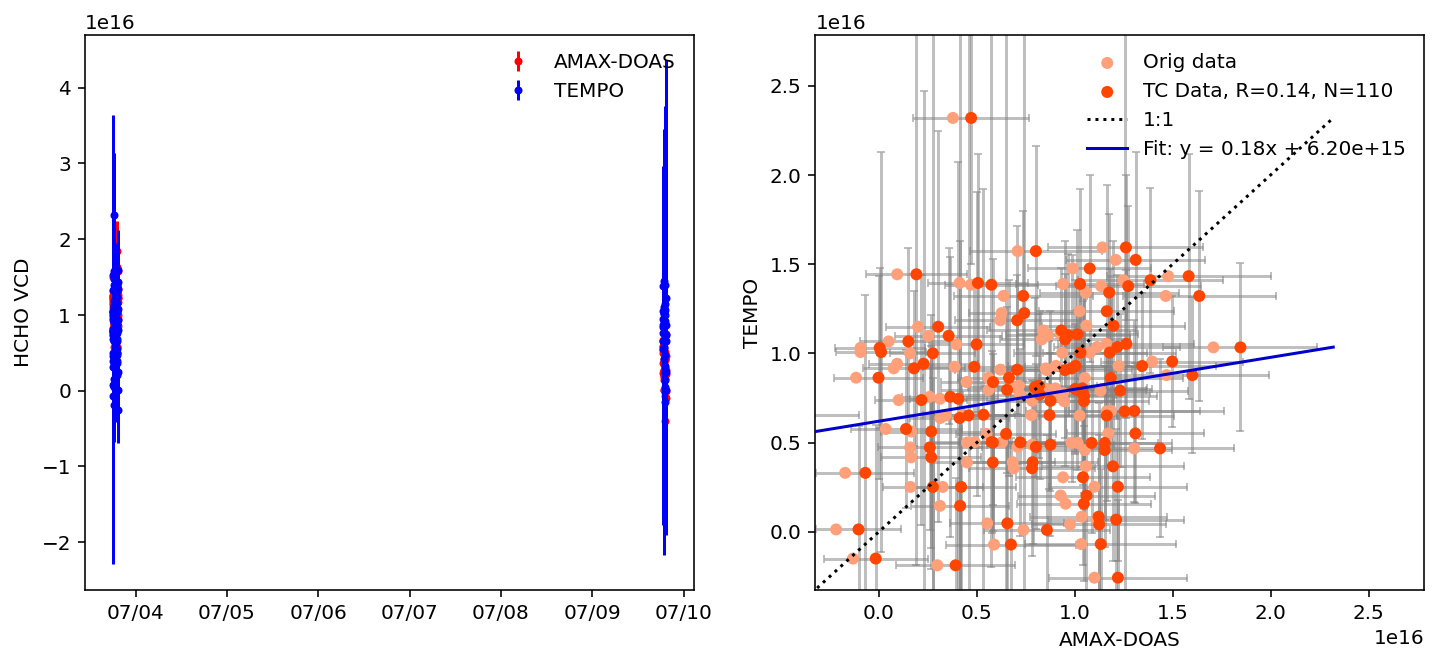 1e16
HCHO VCD
4
3
2
1
0
−1
−2
07/04 07/05 07/06 07/07 07/08 07/09 07/10
AMAX-DOAS
TEMPO
1e16
TEMPO
2.5
2.0
1.5
1.0
0.5
0.0
0.0 0.5 1.0 1.5 2.0 2.5
1e16
AMAX-DOAS
Orig data
TC Data, R=0.14, N=110
1:1
Fit: y = 0.18x + 6.20e+15